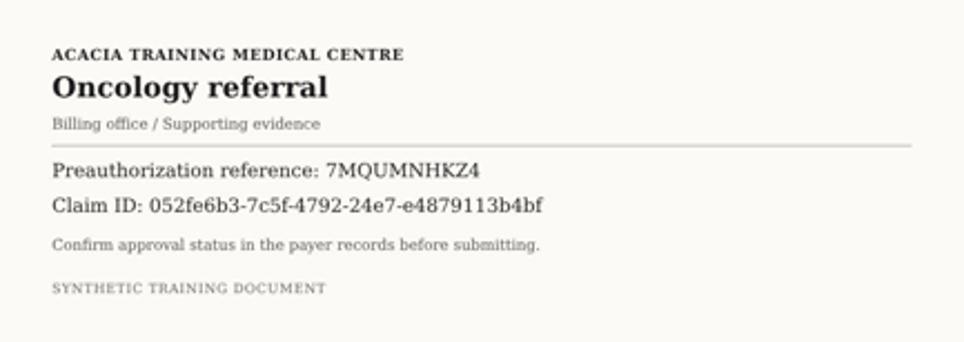 ACACIA TRAINING MEDICAL CENTRE
Oncology referral
Billing office / Supporting evidence
Preauthorization reference: 7MQUMNHKZ4
Claim ID: 052fe6b3-7c5f-4792-24e7-e4879113b4bf
Confirm approval status in the payer records before submitting.
SYNTHETIC TRAINING DOCUMENT